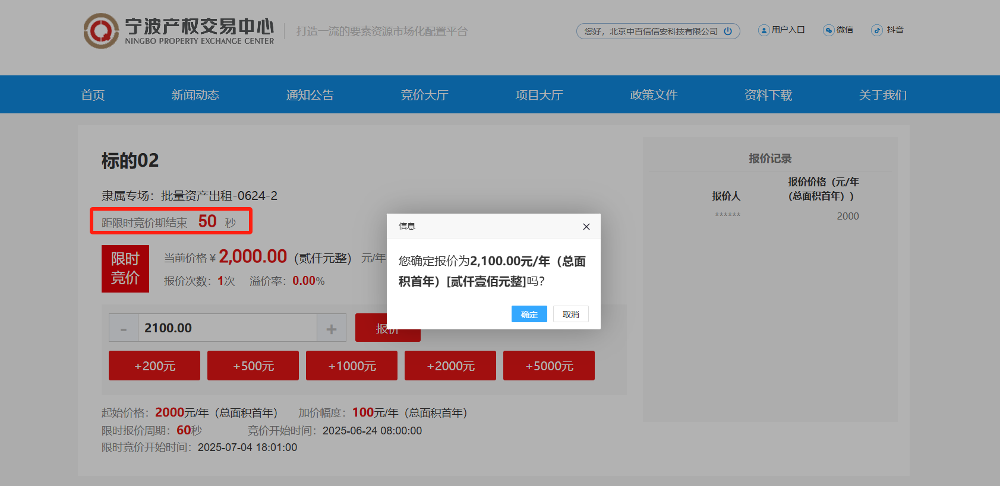 宁波产权交易中心
NINGBO PROPERTY EXCHANGE CENTER
打造一流的要素资源市场化配置平台
您好，北京中百信信安科技有限公司
用户入口
微信
抖音
首页
新闻动态
通知公告
竞价大厅
项目大厅
政策文件
资料下载
关于我们
标的02
隶属专场：批量资产出租-0624-2
距限时竞价期结束 50 秒
限时
竞价
当前价格 ¥ 2,000.00（贰仟元整） 元/年
报价次数：1次 溢价率：0.00%
- 2100.00 + 报价
+200元 +500元 +1000元 +2000元 +5000元
起始价格：2000元/年（总面积首年） 加价幅度：100元/年（总面积首年）
限时报价周期：60秒 竞价开始时间：2025-06-24 08:00:00
限时竞价开始时间：2025-07-04 18:01:00
信息
您确定报价为2,100.00元/年（总面
积首年）[贰仟壹佰元整]吗？
确定 取消
报价记录
报价人
报价价格（元/年
(总面积首年））
****** 2000